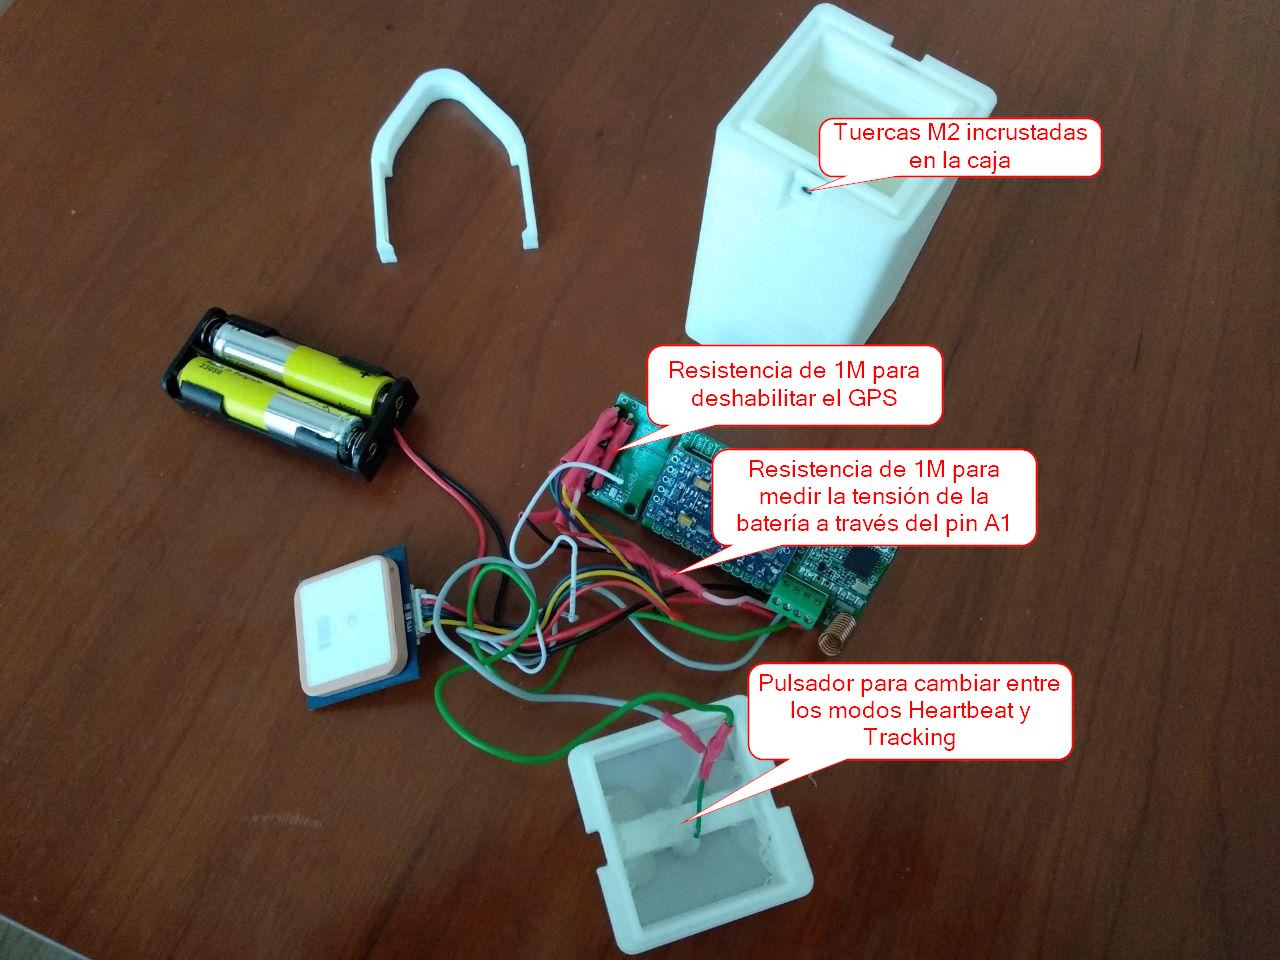 Tuercas M2 incrustadas
en la caja
Resistencia de 1M para
deshabilitar el GPS
Resistencia de 1M para
medir la tensión de la
batería a través del pin A1
Pulsador para cambiar entre
los modos Heartbeat y
Tracking